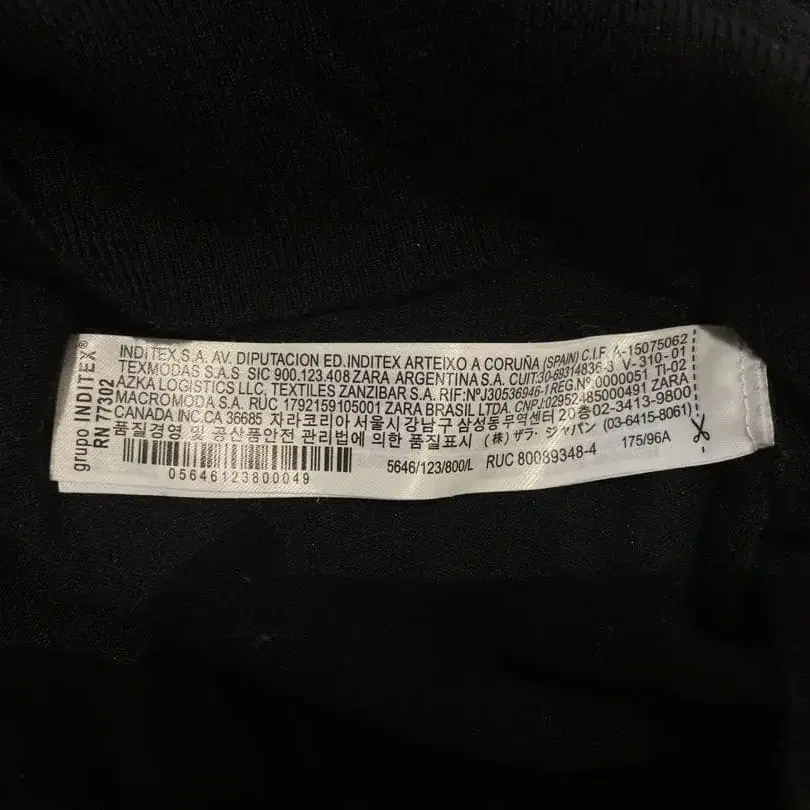 grupo INDITEX®
RN 77302
INDITEX S.A. AV. DIPUTACION ED.INDITEX ARTEIXO A CORUÑA (SPAIN) C.I.F. A-15075062
TEXMODAS S.A.S SIC 900.123.408 ZARA ARGENTINA S.A. CUIT:30-69314836-3 V-310-01
AZKA LOGISTICS LLC, TEXTILES ZANZIBAR S.A. RIF:NºJ30536946-1 REG.Nº 0000051 TI-02
MACROMODA S.A. RUC 1792159105001 ZARA BRASIL LTDA. CNPJ02952485000491 ZARA
CANADA INC.CA 36685 자라코리아 서울시 강남구 삼성동무역센터 20층02-3413-9800
품질경영 및 공산품안전 관리법에 의한 품질표시 (株) ザラ・ジャパン (03-6415-8061)
05646123800049
5646/123/800/L RUC 80089348-4 175/96A